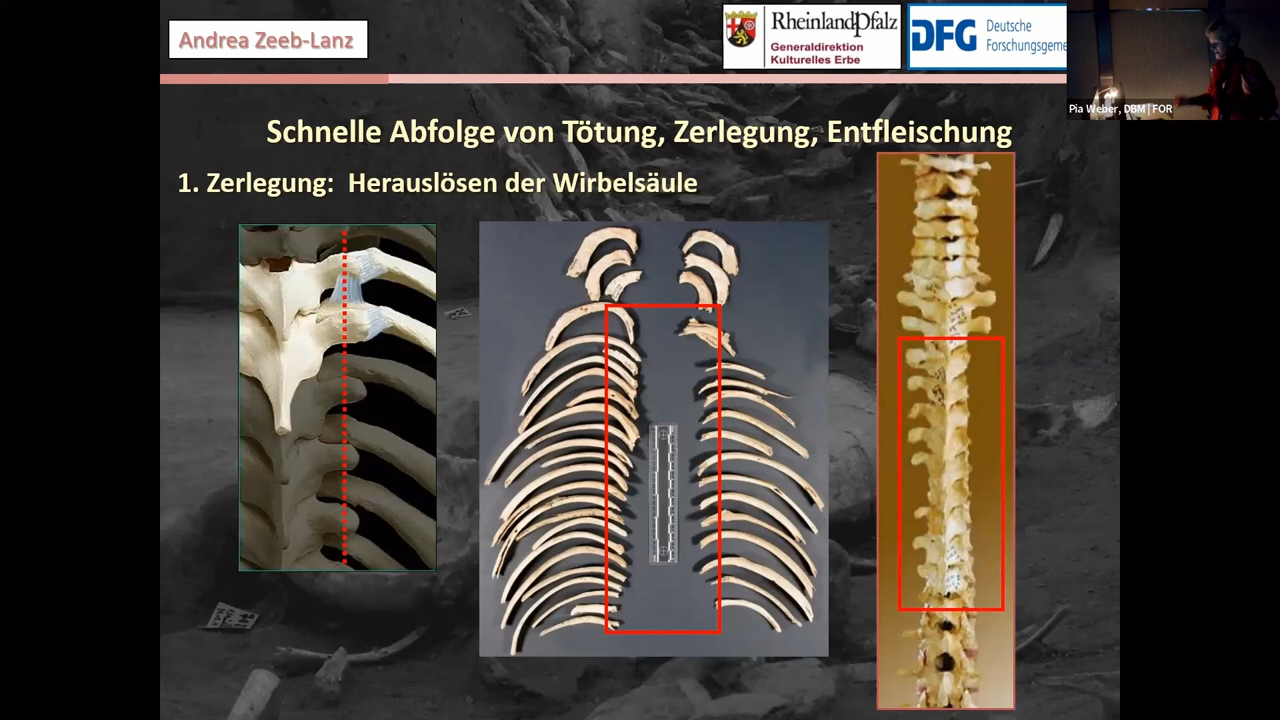 Andrea Zeeb-Lanz
RheinlandPfalz
Generaldirektion
Kulturelles Erbe
DFG
Deutsche
Forschungsgeme
Pia Weber, DBM | FOR
Schnelle Abfolge von Tötung, Zerlegung, Entfleischung
1. Zerlegung: Herauslösen der Wirbelsäule